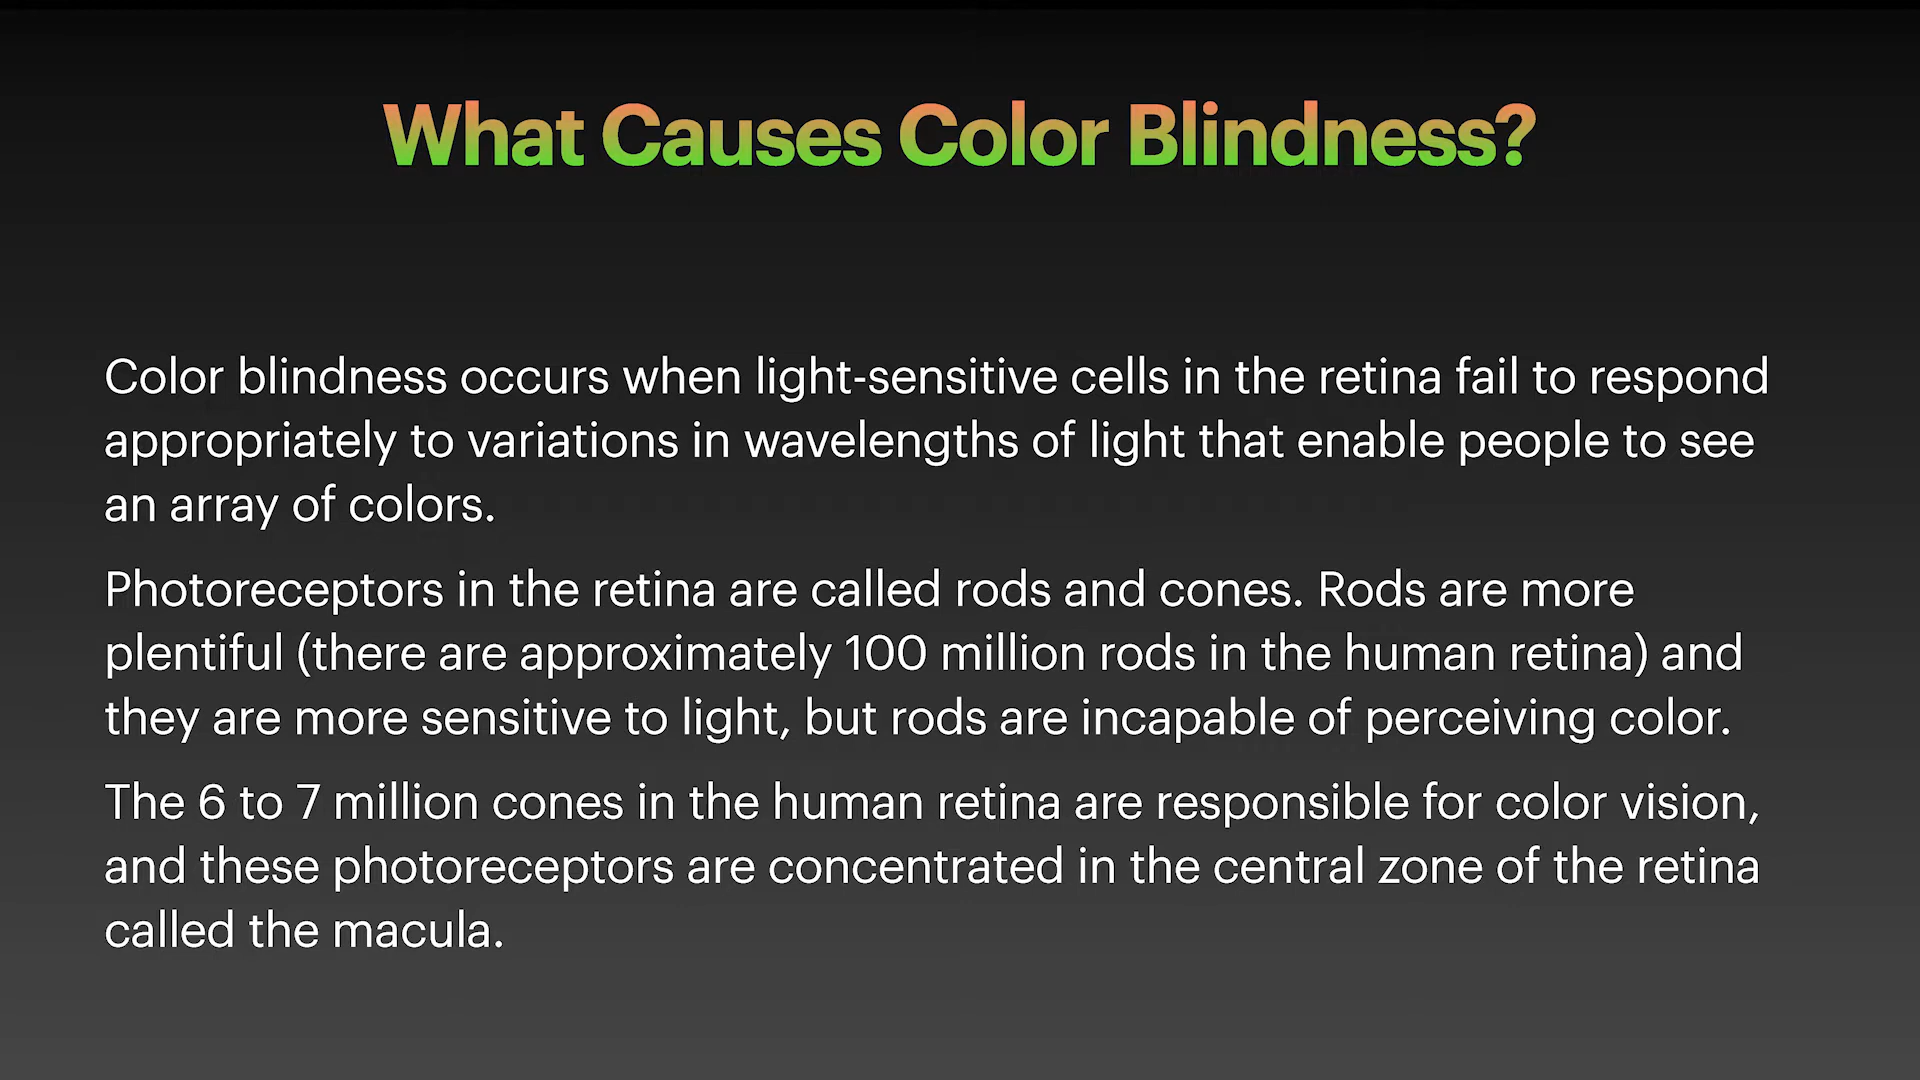 What Causes Color Blindness?
Color blindness occurs when light-sensitive cells in the retina fail to respond
appropriately to variations in wavelengths of light that enable people to see
an array of colors.
Photoreceptors in the retina are called rods and cones. Rods are more
plentiful (there are approximately 100 million rods in the human retina) and
they are more sensitive to light, but rods are incapable of perceiving color.
The 6 to 7 million cones in the human retina are responsible for color vision,
and these photoreceptors are concentrated in the central zone of the retina
called the macula.